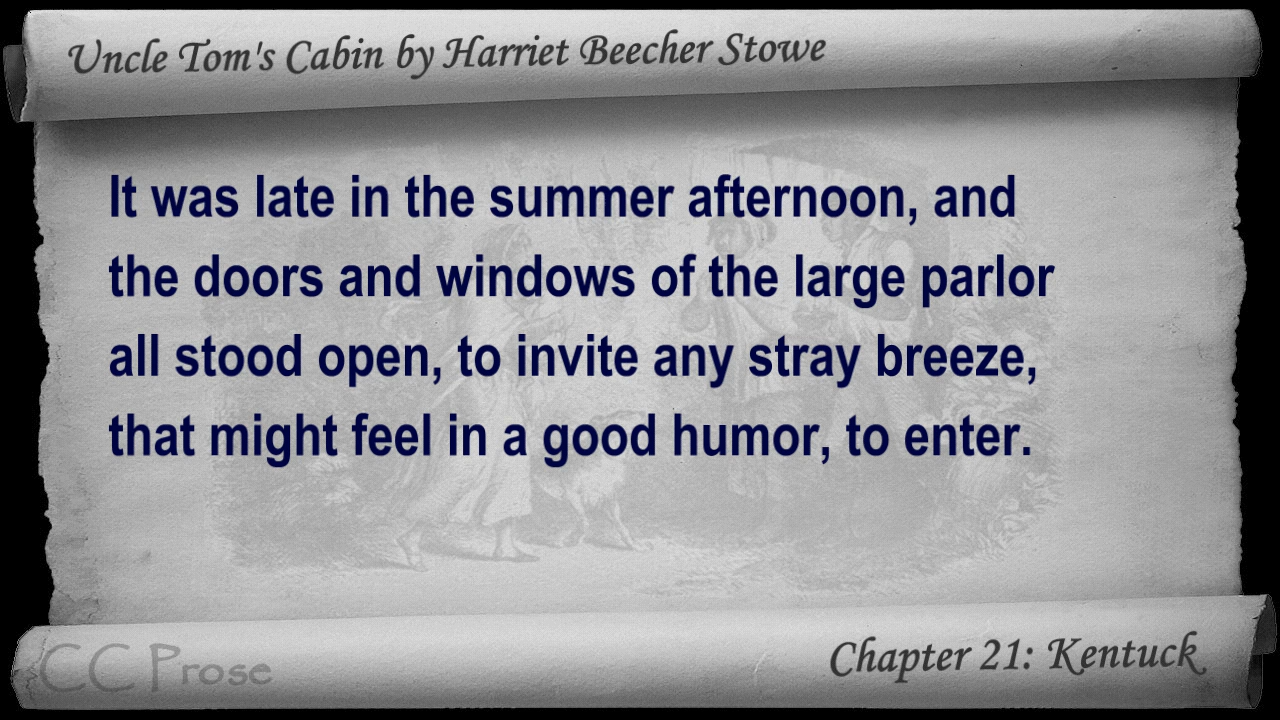 Uncle Tom's Cabin by Harriet Beecher Stowe
It was late in the summer afternoon, and
the doors and windows of the large parlor
all stood open, to invite any stray breeze,
that might feel in a good humor, to enter.
CC Prose
Chapter 21: Kentuck